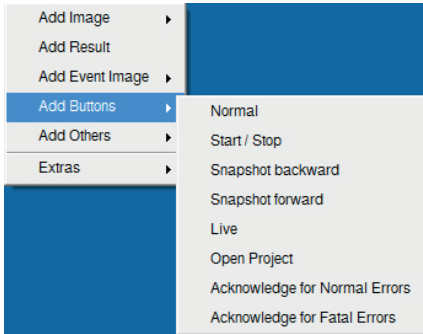 Add Image
Add Result
Add Event Image
Add Buttons
Add Others
Extras
Normal
Start / Stop
Snapshot backward
Snapshot forward
Live
Open Project
Acknowledge for Normal Errors
Acknowledge for Fatal Errors